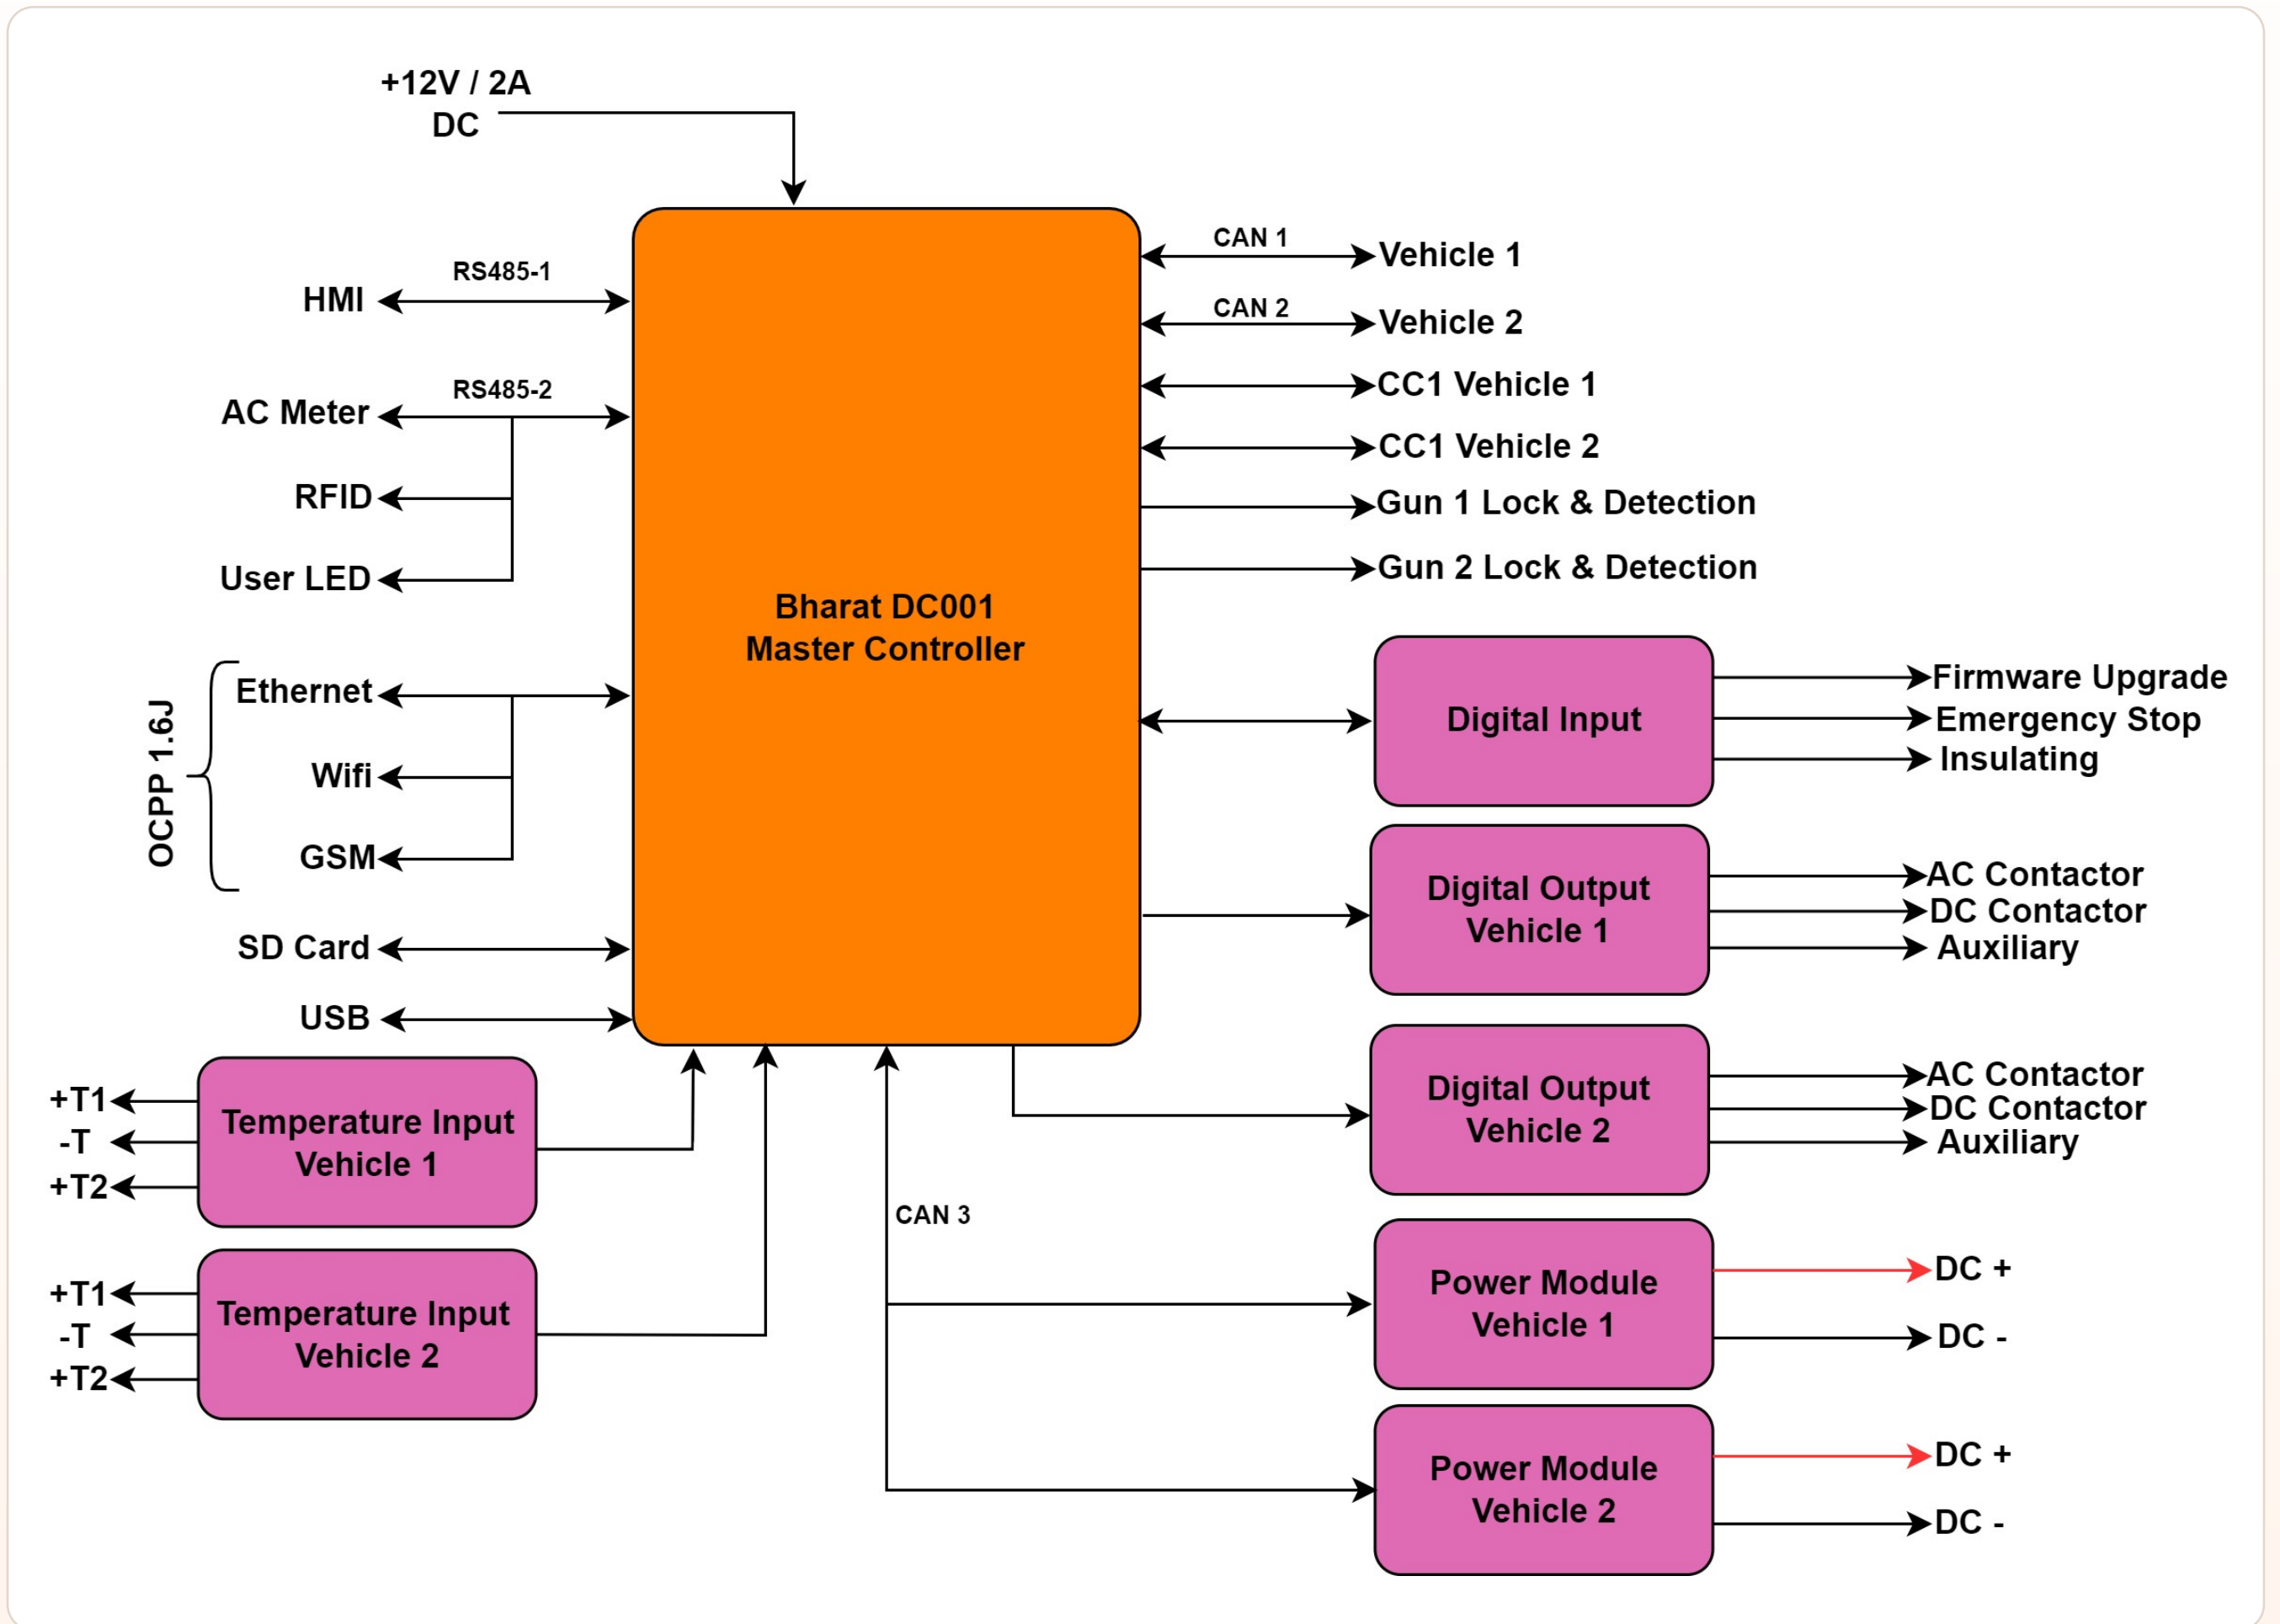 +12V / 2A
DC
HMI
RS485-1
AC Meter
RS485-2
RFID
User LED
OCPP 1.6J
Ethernet
Wifi
GSM
SD Card
USB
Bharat DC001
Master Controller
CAN 1
Vehicle 1
CAN 2
Vehicle 2
CC1 Vehicle 1
CC1 Vehicle 2
Gun 1 Lock & Detection
Gun 2 Lock & Detection
Digital Input
Firmware Upgrade
Emergency Stop
Insulating
Digital Output
Vehicle 1
AC Contactor
DC Contactor
Auxiliary
Digital Output
Vehicle 2
AC Contactor
DC Contactor
Auxiliary
+T1
-T
+T2
Temperature Input
Vehicle 1
+T1
-T
+T2
Temperature Input
Vehicle 2
CAN 3
Power Module
Vehicle 1
DC +
DC -
Power Module
Vehicle 2
DC +
DC -